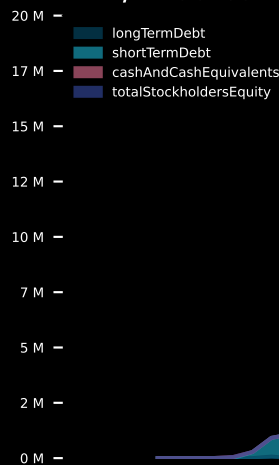 20 M
longTermDebt
shortTermDebt
17 M
cashAndCashEquivalents
totalStockholdersEquity
15 M
12 M
10 M
7 M
5 M
2 M
0 M